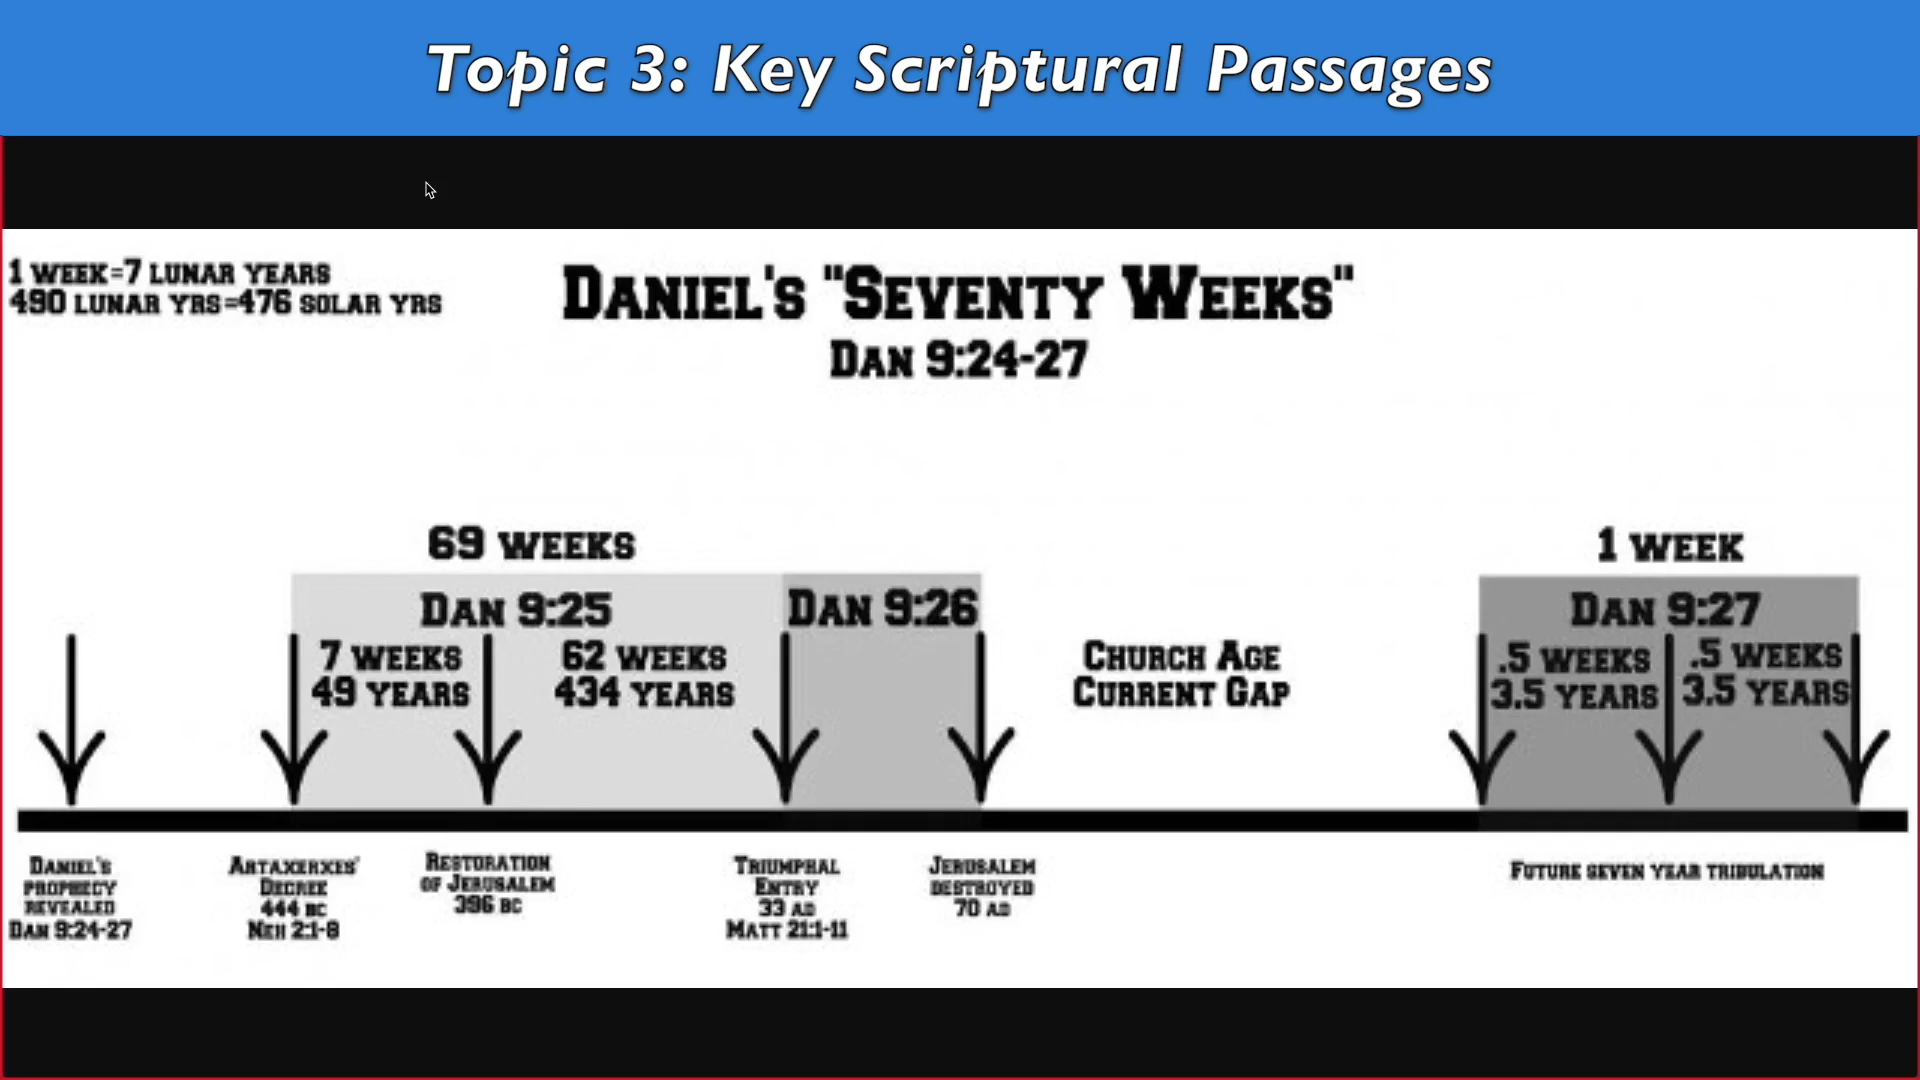 Topic 3: Key Scriptural Passages
1 WEEK=7 LUNAR YEARS
490 LUNAR YRS=476 SOLAR YRS
DANIEL'S "SEVENTY WEEKS"
DAN 9:24-27
69 WEEKS
DAN 9:25
7 WEEKS
49 YEARS
62 WEEKS
434 YEARS
DAN 9:26
CHURCH AGE
CURRENT GAP
1 WEEK
DAN 9:27
.5 WEEKS
3.5 YEARS
.5 WEEKS
3.5 YEARS
DANIEL'S
PROPHECY
REVEALED
DAN 9:24-27
ARTAXERXES'
DECREE
444 BC
NEH 2:1-8
RESTORATION
OF JERUSALEM
396 BC
TRIUMPHAL
ENTRY
33 AD
MATT 21:1-11
JERUSALEM
DESTROYED
70 AD
FUTURE SEVEN YEAR TRIBULATION